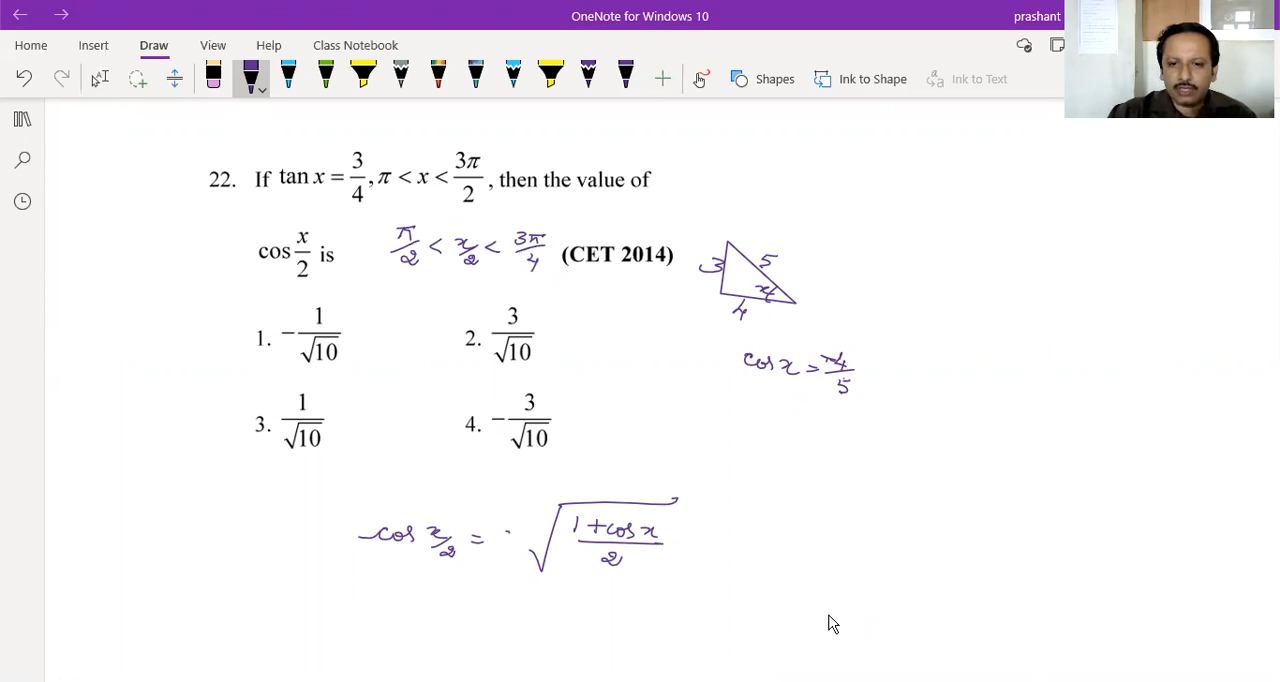 OneNote for Windows 10
prashant
Home Insert Draw View Help Class Notebook
Shapes Ink to Shape Ink to Text
22. If tan x = 3/4, π < x < 3π/2, then the value of
cos x/2 is π/2 < x/2 < 3π/4 (CET 2014)
3 5 x 4
1. -1/√10 2. 3/√10
cos x = -4/5
3. 1/√10 4. -3/√10
cos x/2 = √(1+cos x)/2